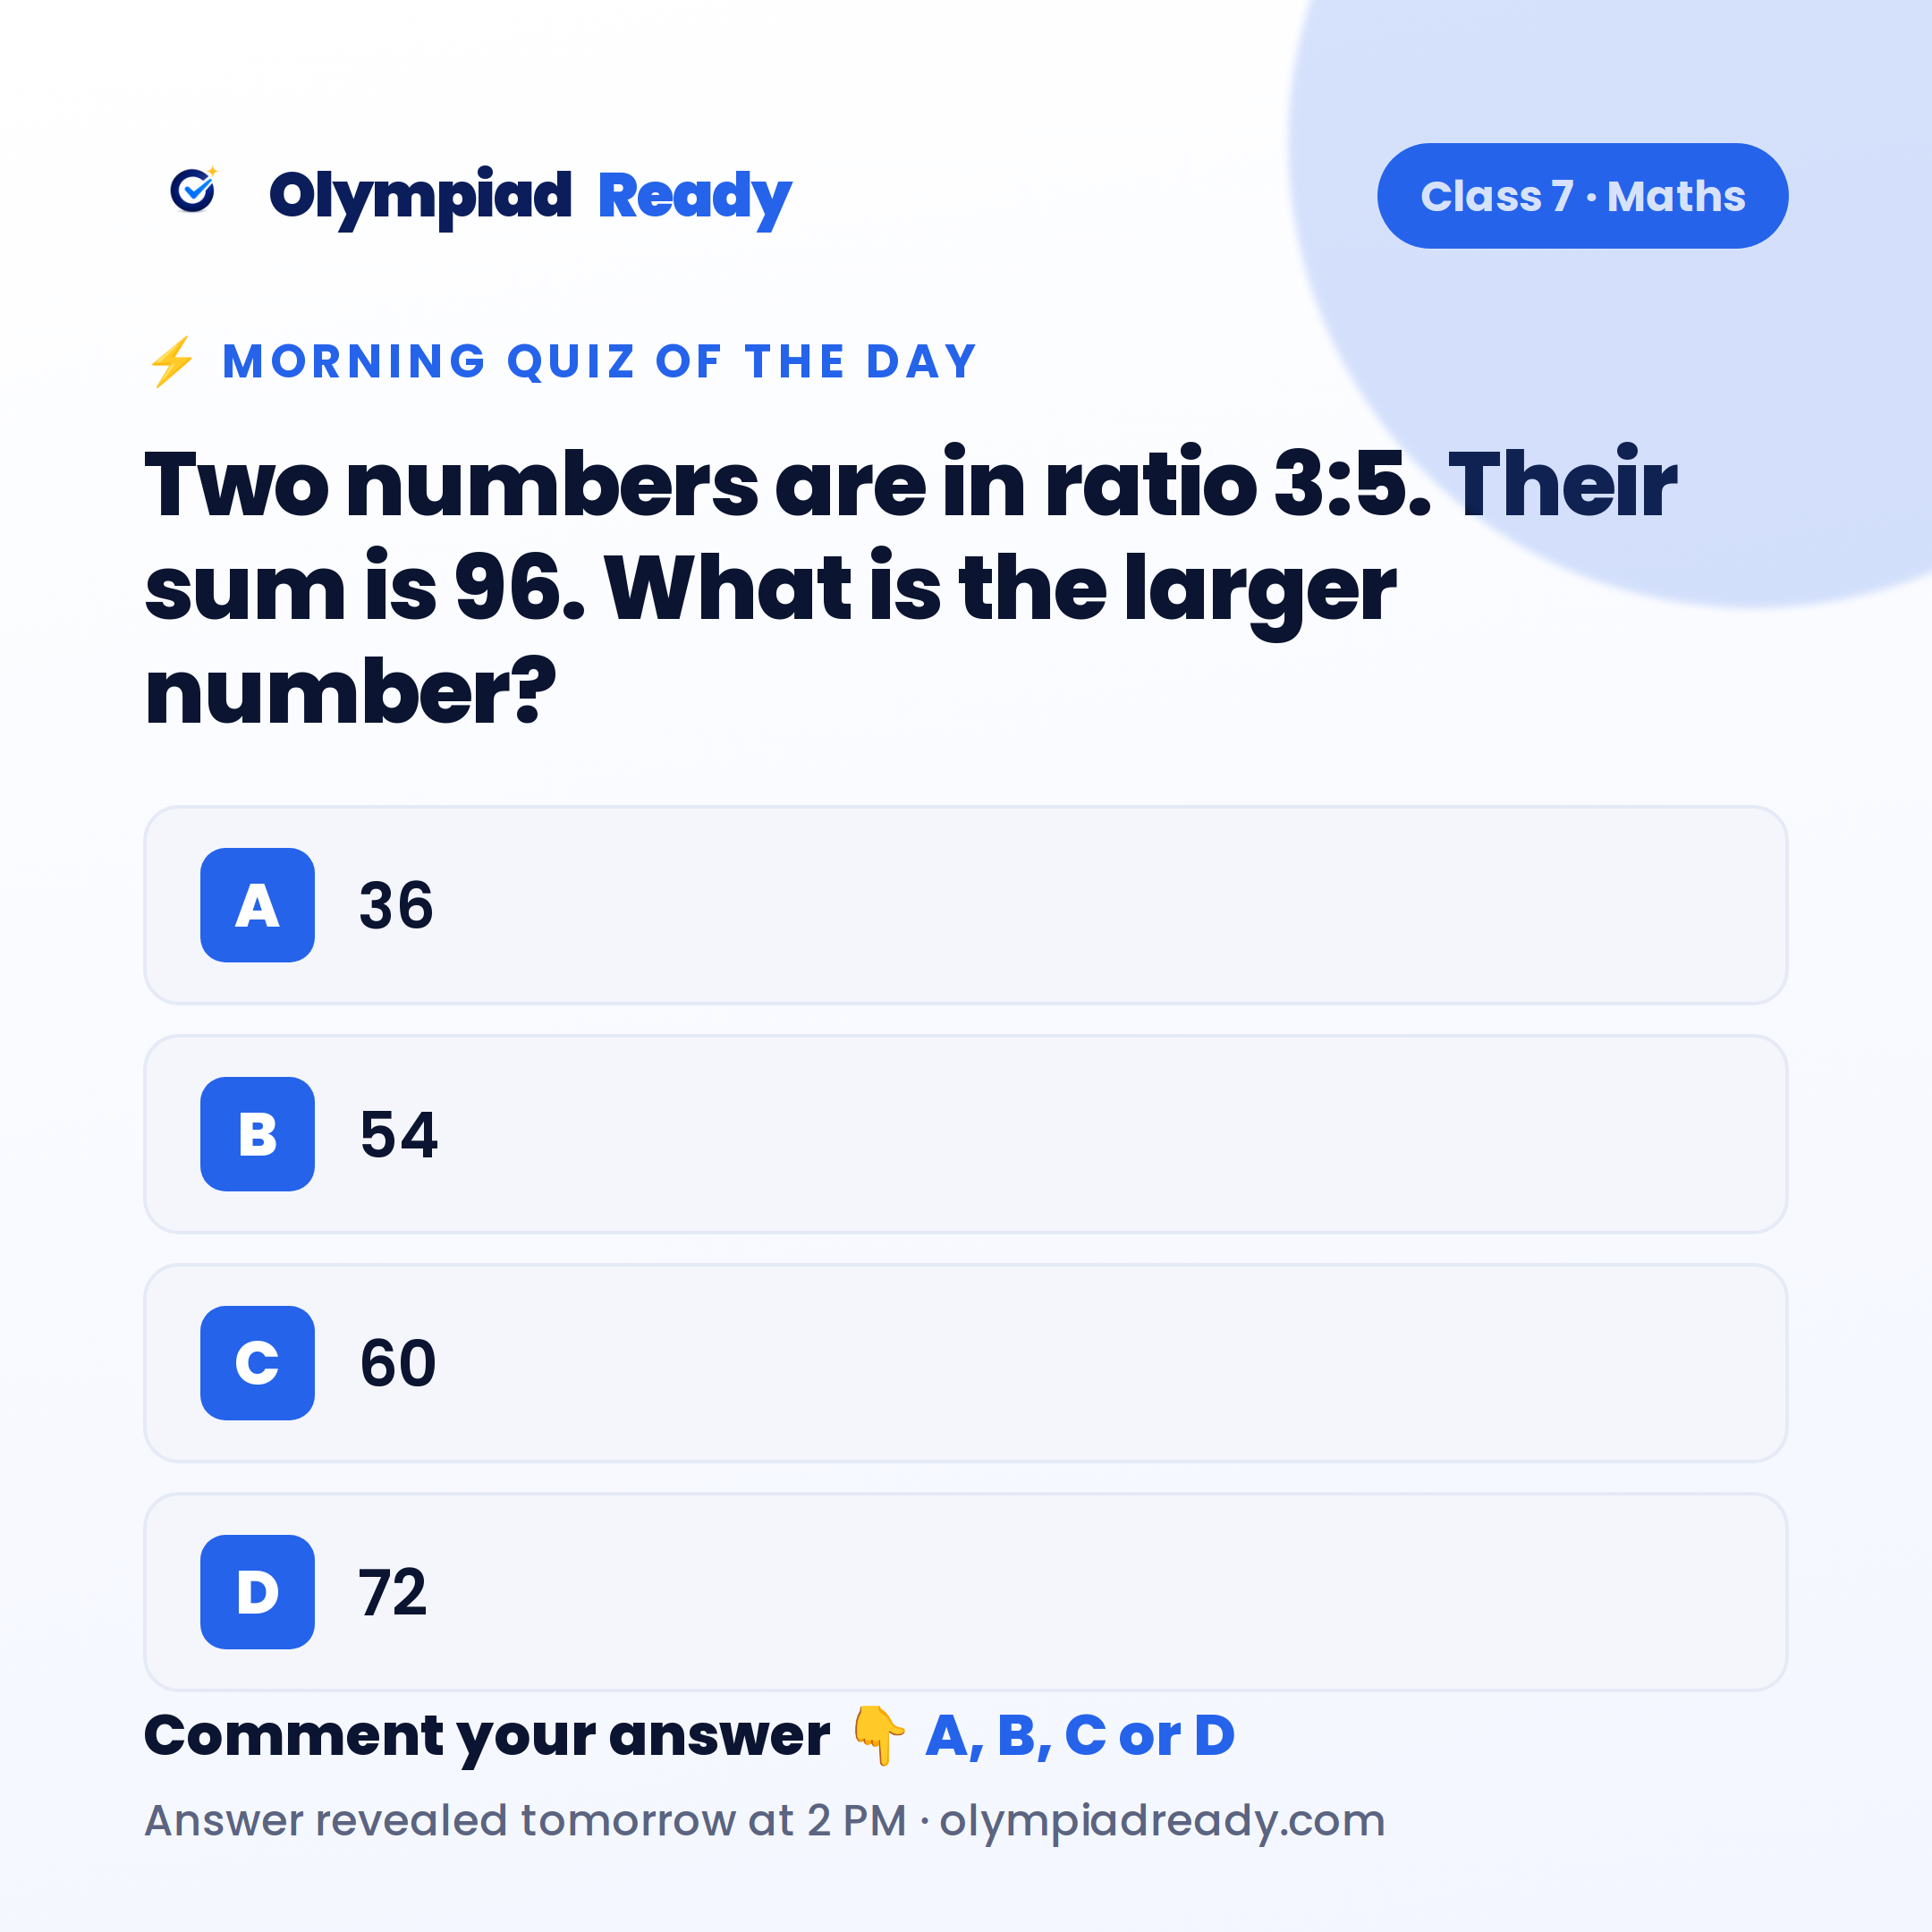 Olympiad Ready
Class 7 · Maths
⚡ MORNING QUIZ OF THE DAY
Two numbers are in ratio 3:5. Their
sum is 96. What is the larger
number?
A 36
B 54
C 60
D 72
Comment your answer 👇 A, B, C or D
Answer revealed tomorrow at 2 PM · olympiadready.com